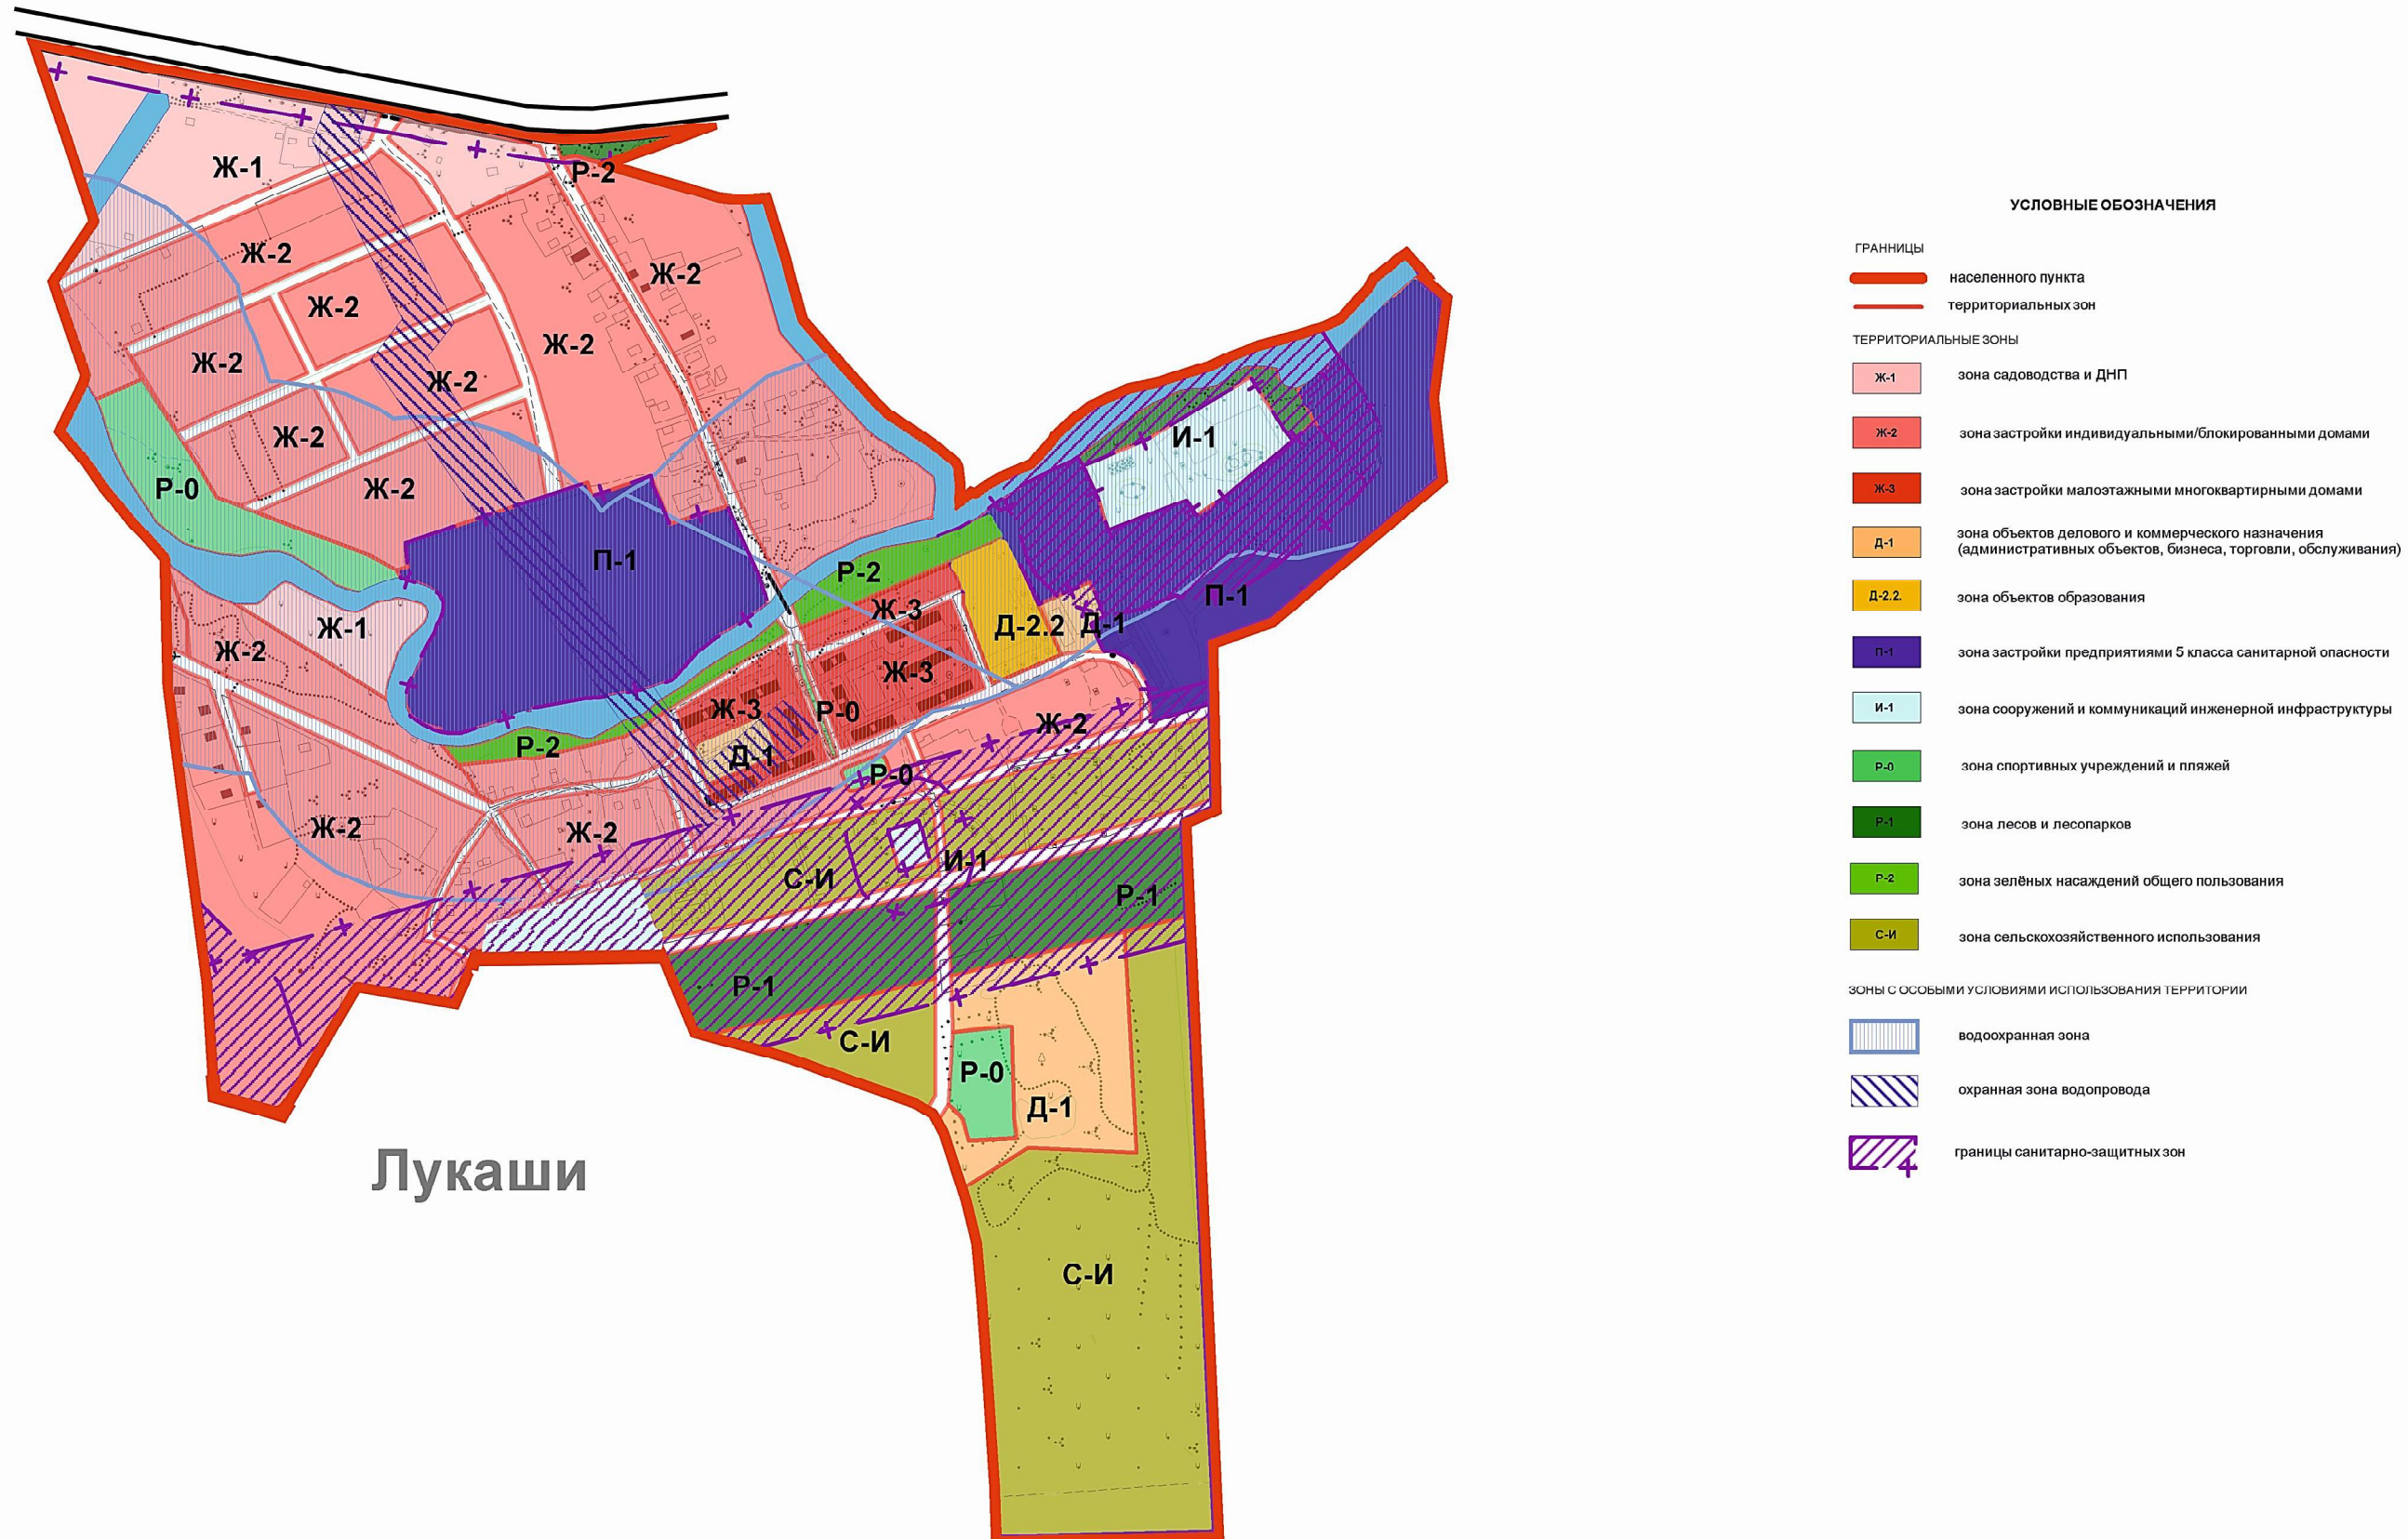 Ж-1
Р-2
Ж-2
Ж-2
Ж-2
Ж-2
Ж-2
Ж-2
Ж-2
И-1
Ж-2
Р-0
П-1
Р-2
П-1
Ж-3
Д-2.2
Д-1
Ж-1
Ж-2
Ж-3
Ж-3
Р-0
Ж-2
Р-2
Д-1
Р-0
Ж-2
Ж-2
И-1
С-И
Р-1
Р-1
С-И
Р-0
Д-1
С-И
Лукаши
УСЛОВНЫЕ ОБОЗНАЧЕНИЯ
ГРАННИЦЫ
населенного пункта
территориальных зон
ТЕРРИТОРИАЛЬНЫЕ ЗОНЫ
Ж-1 зона садоводства и ДНП
Ж-2 зона застройки индивидуальными/блокированными домами
Ж-3 зона застройки малоэтажными многоквартирными домами
Д-1 зона объектов делового и коммерческого назначения
(административных объектов, бизнеса, торговли, обслуживания)
Д-2.2. зона объектов образования
П-1 зона застройки предприятиями 5 класса санитарной опасности
И-1 зона сооружений и коммуникаций инженерной инфраструктуры
Р-0 зона спортивных учреждений и пляжей
Р-1 зона лесов и лесопарков
Р-2 зона зелёных насаждений общего пользования
С-И зона сельскохозяйственного использования
ЗОНЫ С ОСОБЫМИ УСЛОВИЯМИ ИСПОЛЬЗОВАНИЯ ТЕРРИТОРИИ
водоохранная зона
охранная зона водопровода
границы санитарно-защитных зон